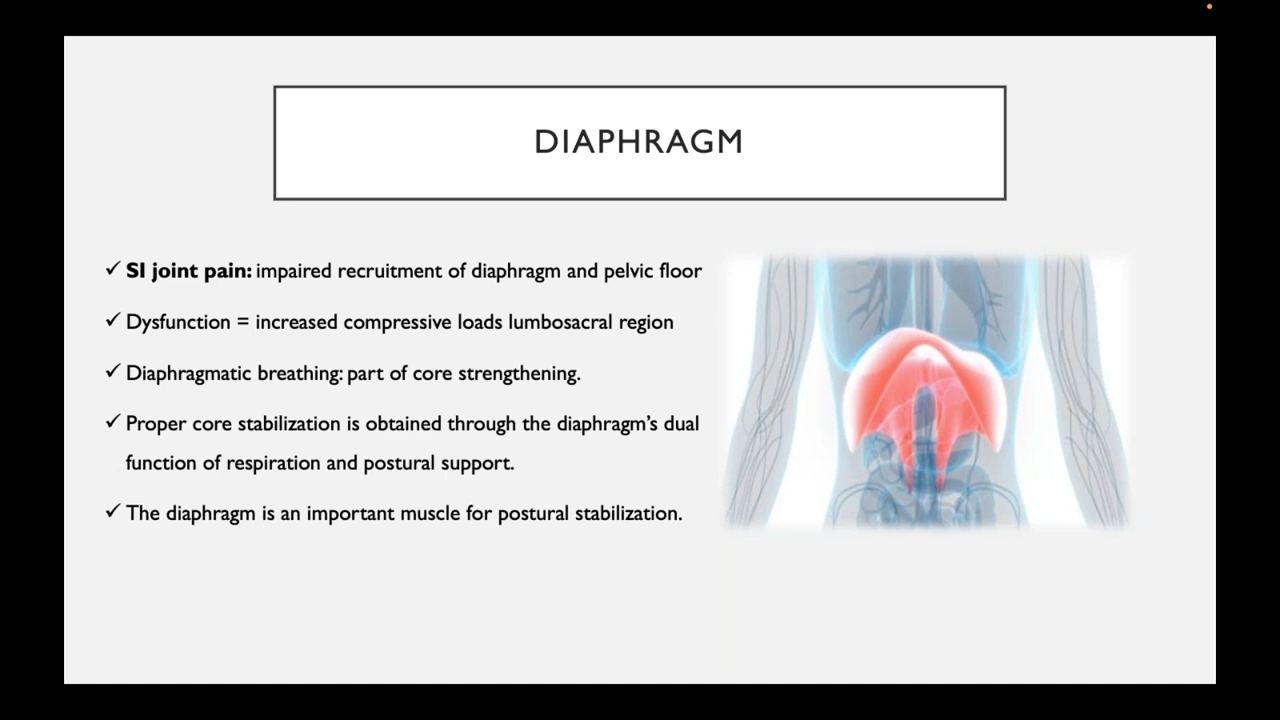 DIAPHRAGM
✓ SI joint pain: impaired recruitment of diaphragm and pelvic floor
✓ Dysfunction = increased compressive loads lumbosacral region
✓ Diaphragmatic breathing: part of core strengthening.
✓ Proper core stabilization is obtained through the diaphragm’s dual
function of respiration and postural support.
✓ The diaphragm is an important muscle for postural stabilization.